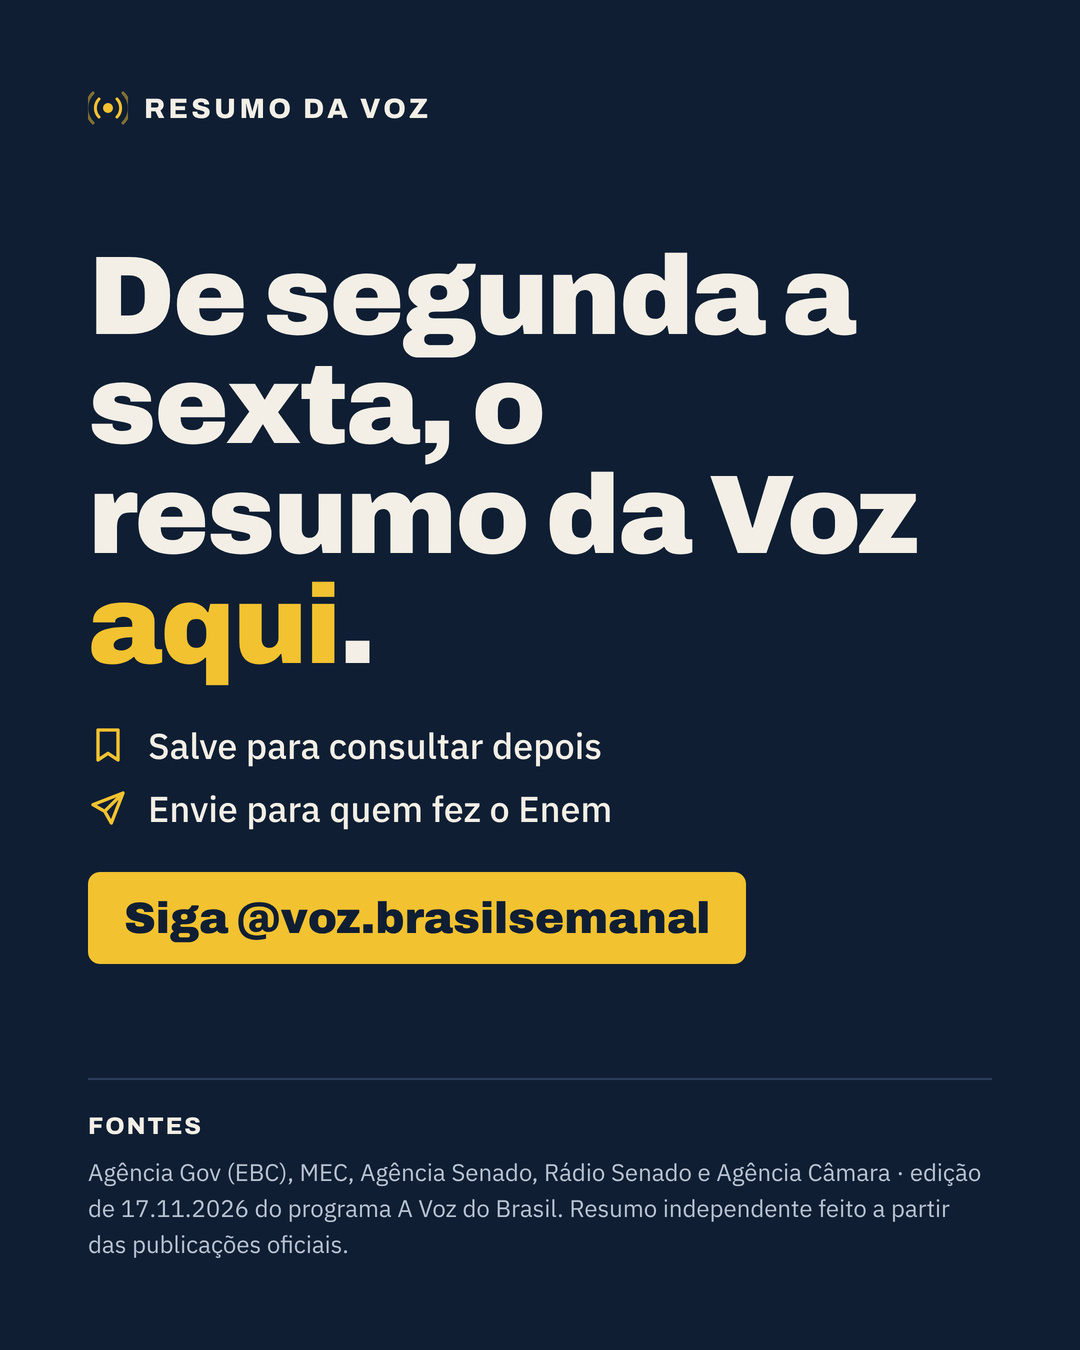 RESUMO DA VOZ
De segunda a
sexta, o
resumo da Voz
aqui.
Salve para consultar depois
Envie para quem fez o Enem
Siga @voz.brasilsemanal
FONTES
Agência Gov (EBC), MEC, Agência Senado, Rádio Senado e Agência Câmara · edição
de 17.11.2026 do programa A Voz do Brasil. Resumo independente feito a partir
das publicações oficiais.